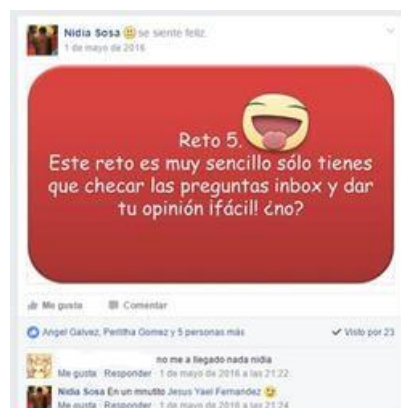 Nidia Sosa se siente feliz.
1 de mayo de 2016
Reto 5.
Este reto es muy sencillo sólo tienes
que checar las preguntas inbox y dar
tu opinión ¡fácil! ¿no?
Me gusta Comentar
Angel Galvez, Perlitha Gomez y 5 personas más Visto por 23
no me a llegado nada nidia
Me gusta · Responder · 1 de mayo de 2016 a las 21:22
Nidia Sosa En un mnutito Jesus Yael Fernandez
Me gusta · Responder · 1 de mayo de 2016 a las 21:24